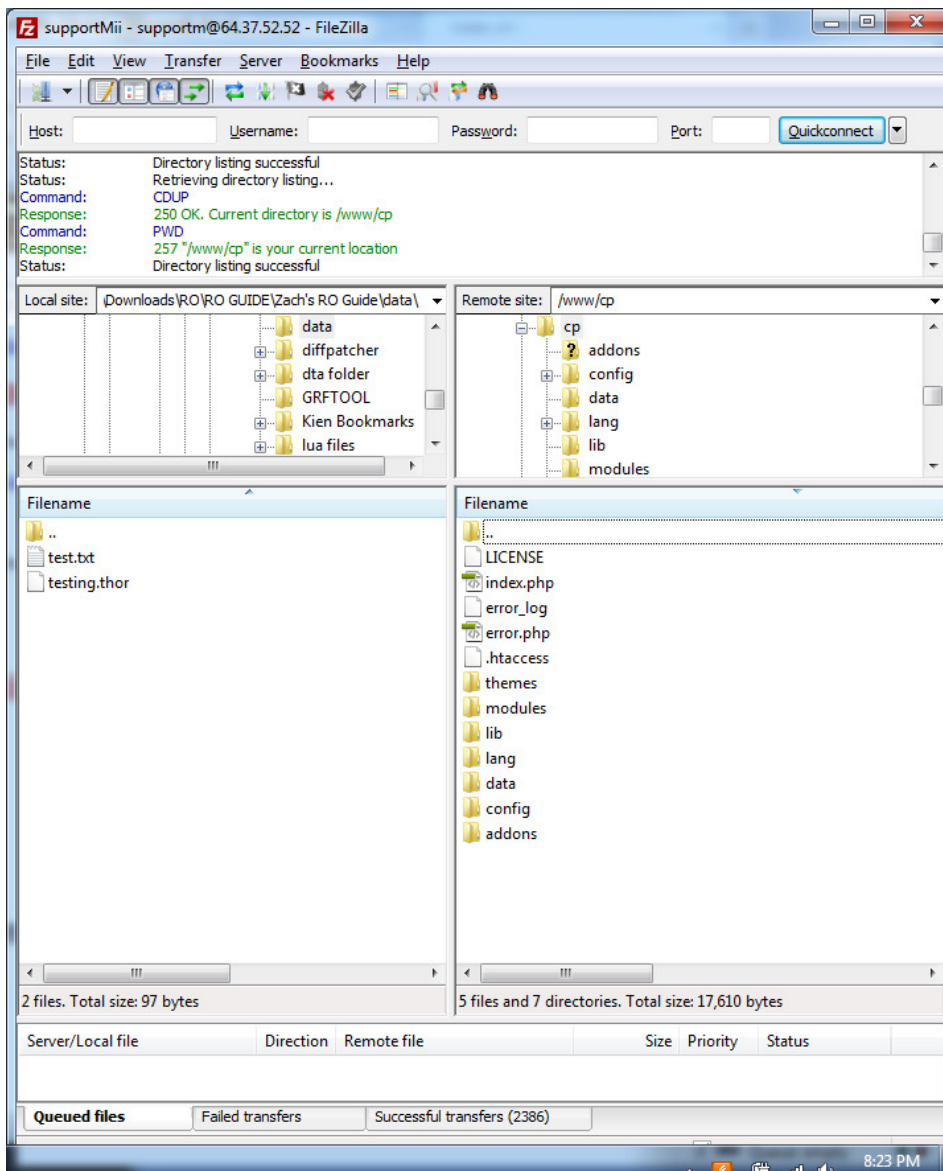 supportMii - supportm@64.37.52.52 - FileZilla
File Edit View Transfer Server Bookmarks Help
Host: Username: Password: Port: Quickconnect
Status: Directory listing successful
Status: Retrieving directory listing...
Command: CDUP
Response: 250 OK. Current directory is /www/cp
Command: PWD
Response: 257 "/www/cp" is your current location
Status: Directory listing successful
Local site: \Downloads\RO\RO GUIDE\Zach's RO Guide\data\
data
diffpatcher
dta folder
GRFTOOL
Kien Bookmarks
lua files
Remote site: /www/cp
cp
addons
config
data
lang
lib
modules
Filename
..
test.txt
testing.thor
2 files. Total size: 97 bytes
Filename
..
LICENSE
index.php
error_log
error.php
.htaccess
themes
modules
lib
lang
data
config
addons
5 files and 7 directories. Total size: 17,610 bytes
Server/Local file Direction Remote file Size Priority Status
Queued files Failed transfers Successful transfers (2386)
8:23 PM